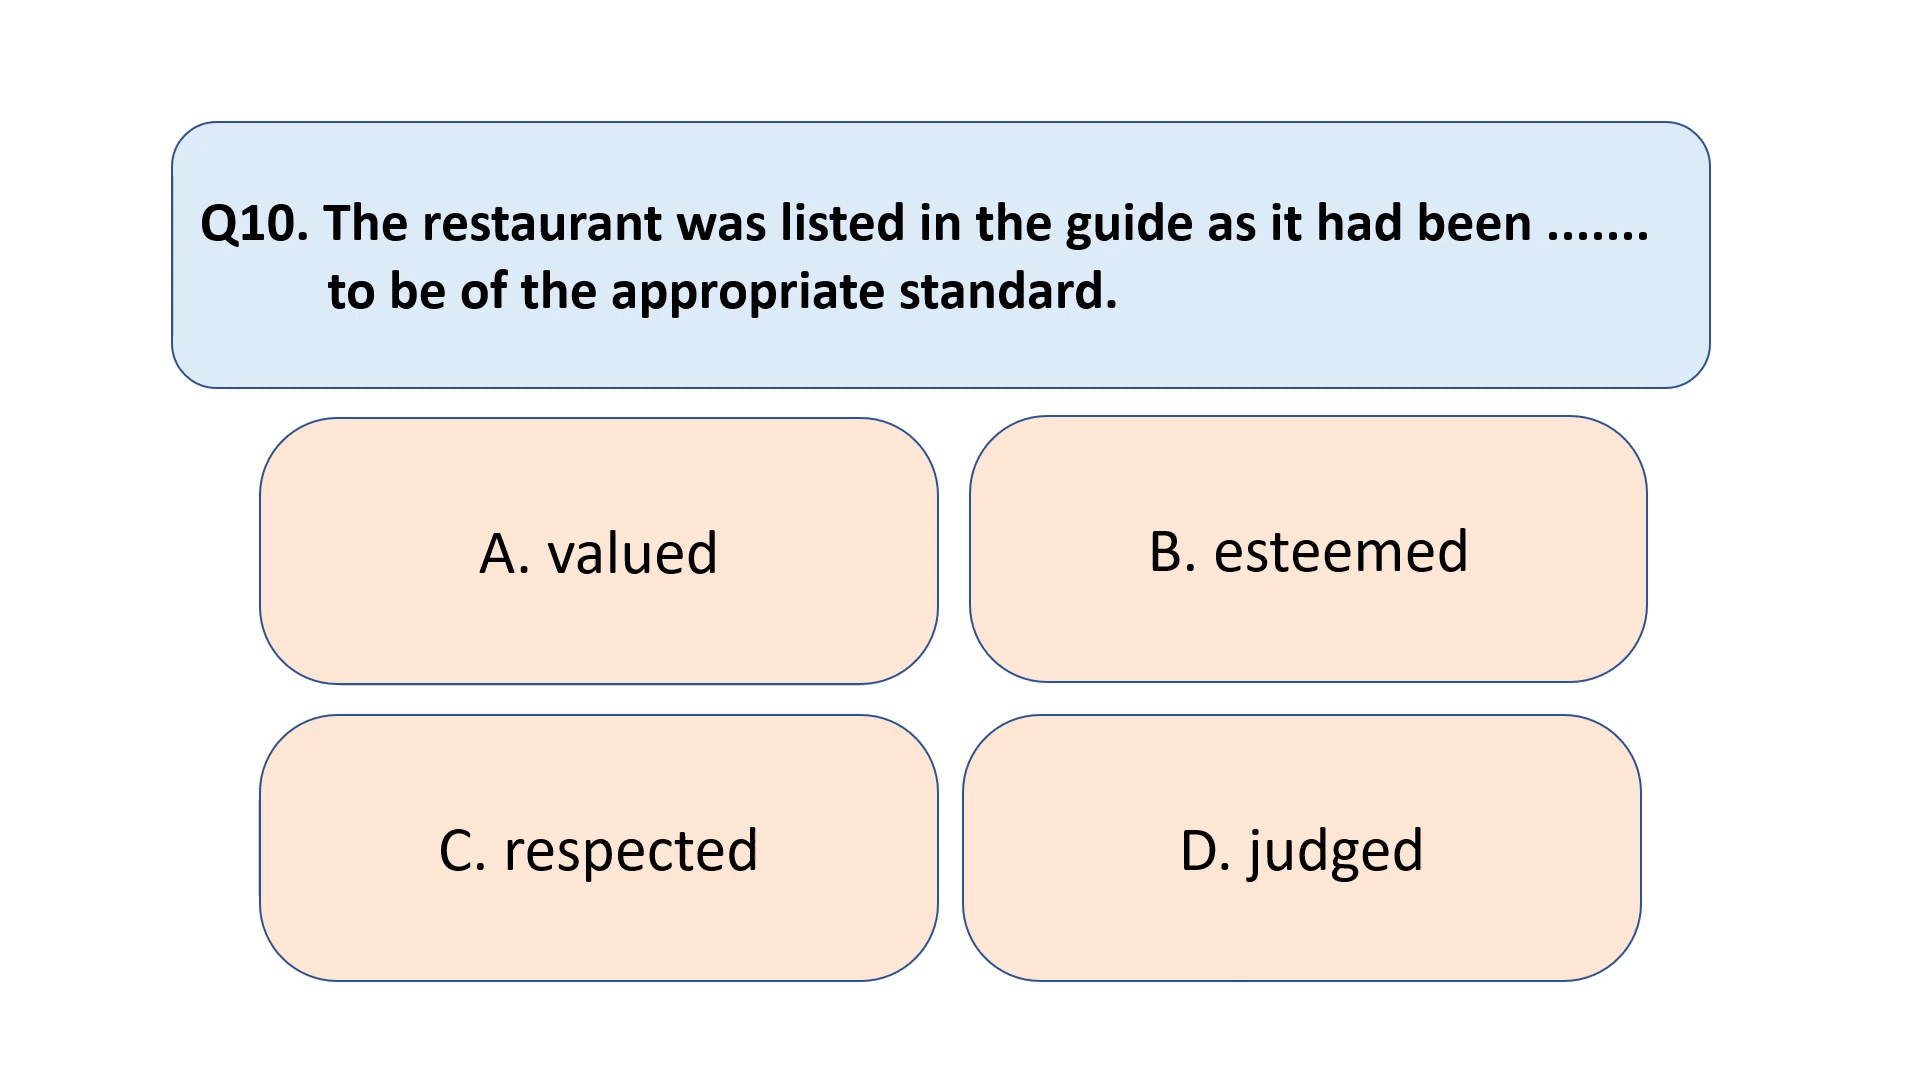 Q10. The restaurant was listed in the guide as it had been .......
to be of the appropriate standard.
A. valued
B. esteemed
C. respected
D. judged